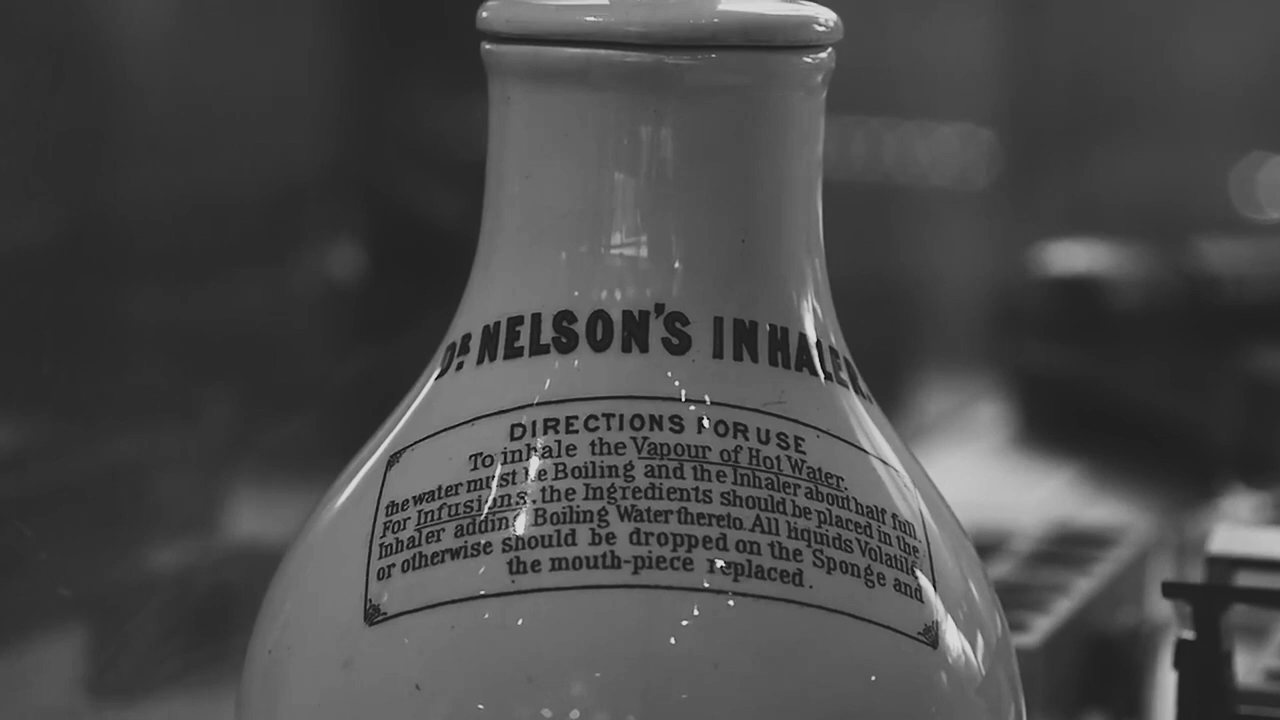 DR NELSON'S INHALER.
DIRECTIONS FOR USE
To inhale the Vapour of Hot Water.
the water must be Boiling and the Inhaler about half full.
For Infusions, the Ingredients should be placed in the
Inhaler adding Boiling Water thereto. All liquids Volatile
or otherwise should be dropped on the Sponge and
the mouth-piece replaced.